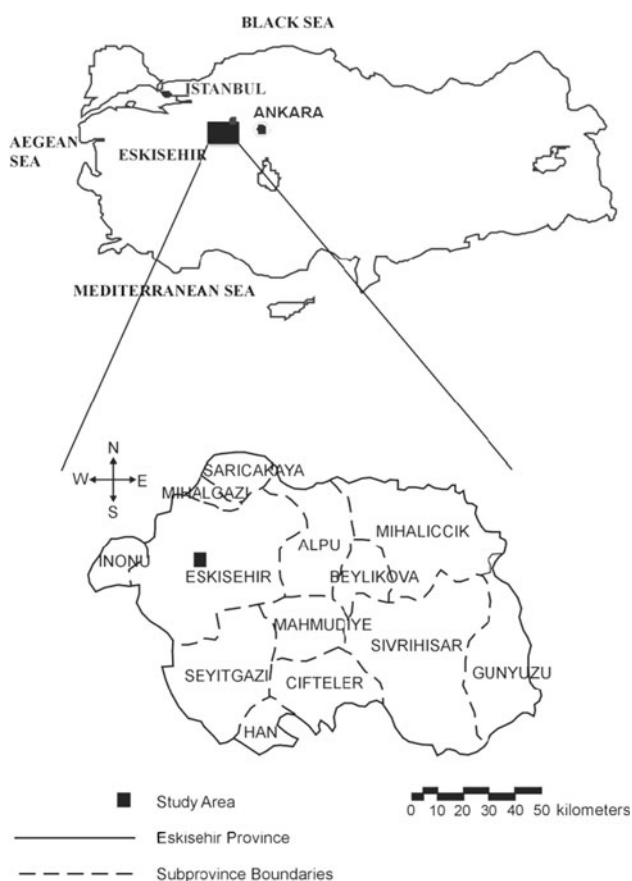 BLACK SEA
ISTANBUL
ANKARA
AEGEAN
SEA
ESKISEHIR
MEDITERRANEAN SEA
N
W E
S
SARICAKAYA
MIHALGAZI
MIHALICCIK
ALPU
INONU
ESKISEHIR
BEYLIKOVA
MAHMUDIYE
SIVRIHISAR
SEYITGAZI
CIFTELER
GUNYUZU
HAN
Study Area
0 10 20 30 40 50 kilometers
Eskisehir Province
Subprovince Boundaries